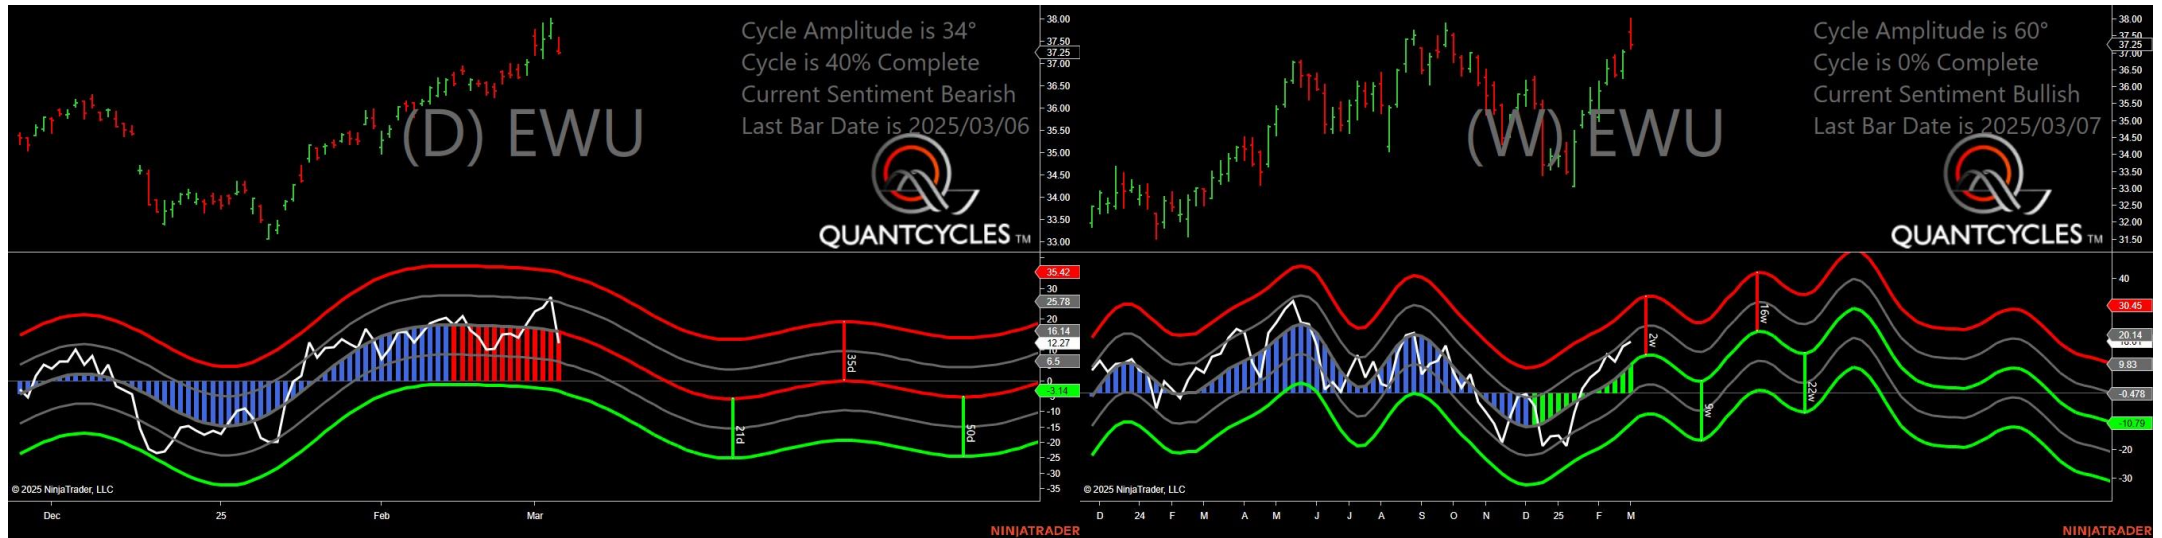 Cycle Amplitude is 34°
Cycle is 40% Complete
Current Sentiment Bearish
Last Bar Date is 2025/03/06
(D) EWU
QUANTCYCLES TM
38.00
37.50
37.25
37.00
36.50
36.00
35.50
35.00
34.50
34.00
33.50
33.00
35.42
30
25.78
20
16.14
12.27
10
6.5
0
-3.14
-10
-15
-20
-25
-30
-35
21d
35d
50d
© 2025 NinjaTrader, LLC
Dec
25
Feb
Mar
NINJATRADER
Cycle Amplitude is 60°
Cycle is 0% Complete
Current Sentiment Bullish
Last Bar Date is 2025/03/07
(W) EWU
QUANTCYCLES TM
38.00
37.50
37.25
37.00
36.50
36.00
35.50
35.00
34.50
34.00
33.50
33.00
32.50
32.00
31.50
40
30.45
20.14
9.83
-0.478
-10.79
-20
-30
2w
9w
16w
22w
© 2025 NinjaTrader, LLC
D 24 F M A M J J A S O N D 25 F M
NINJATRADER